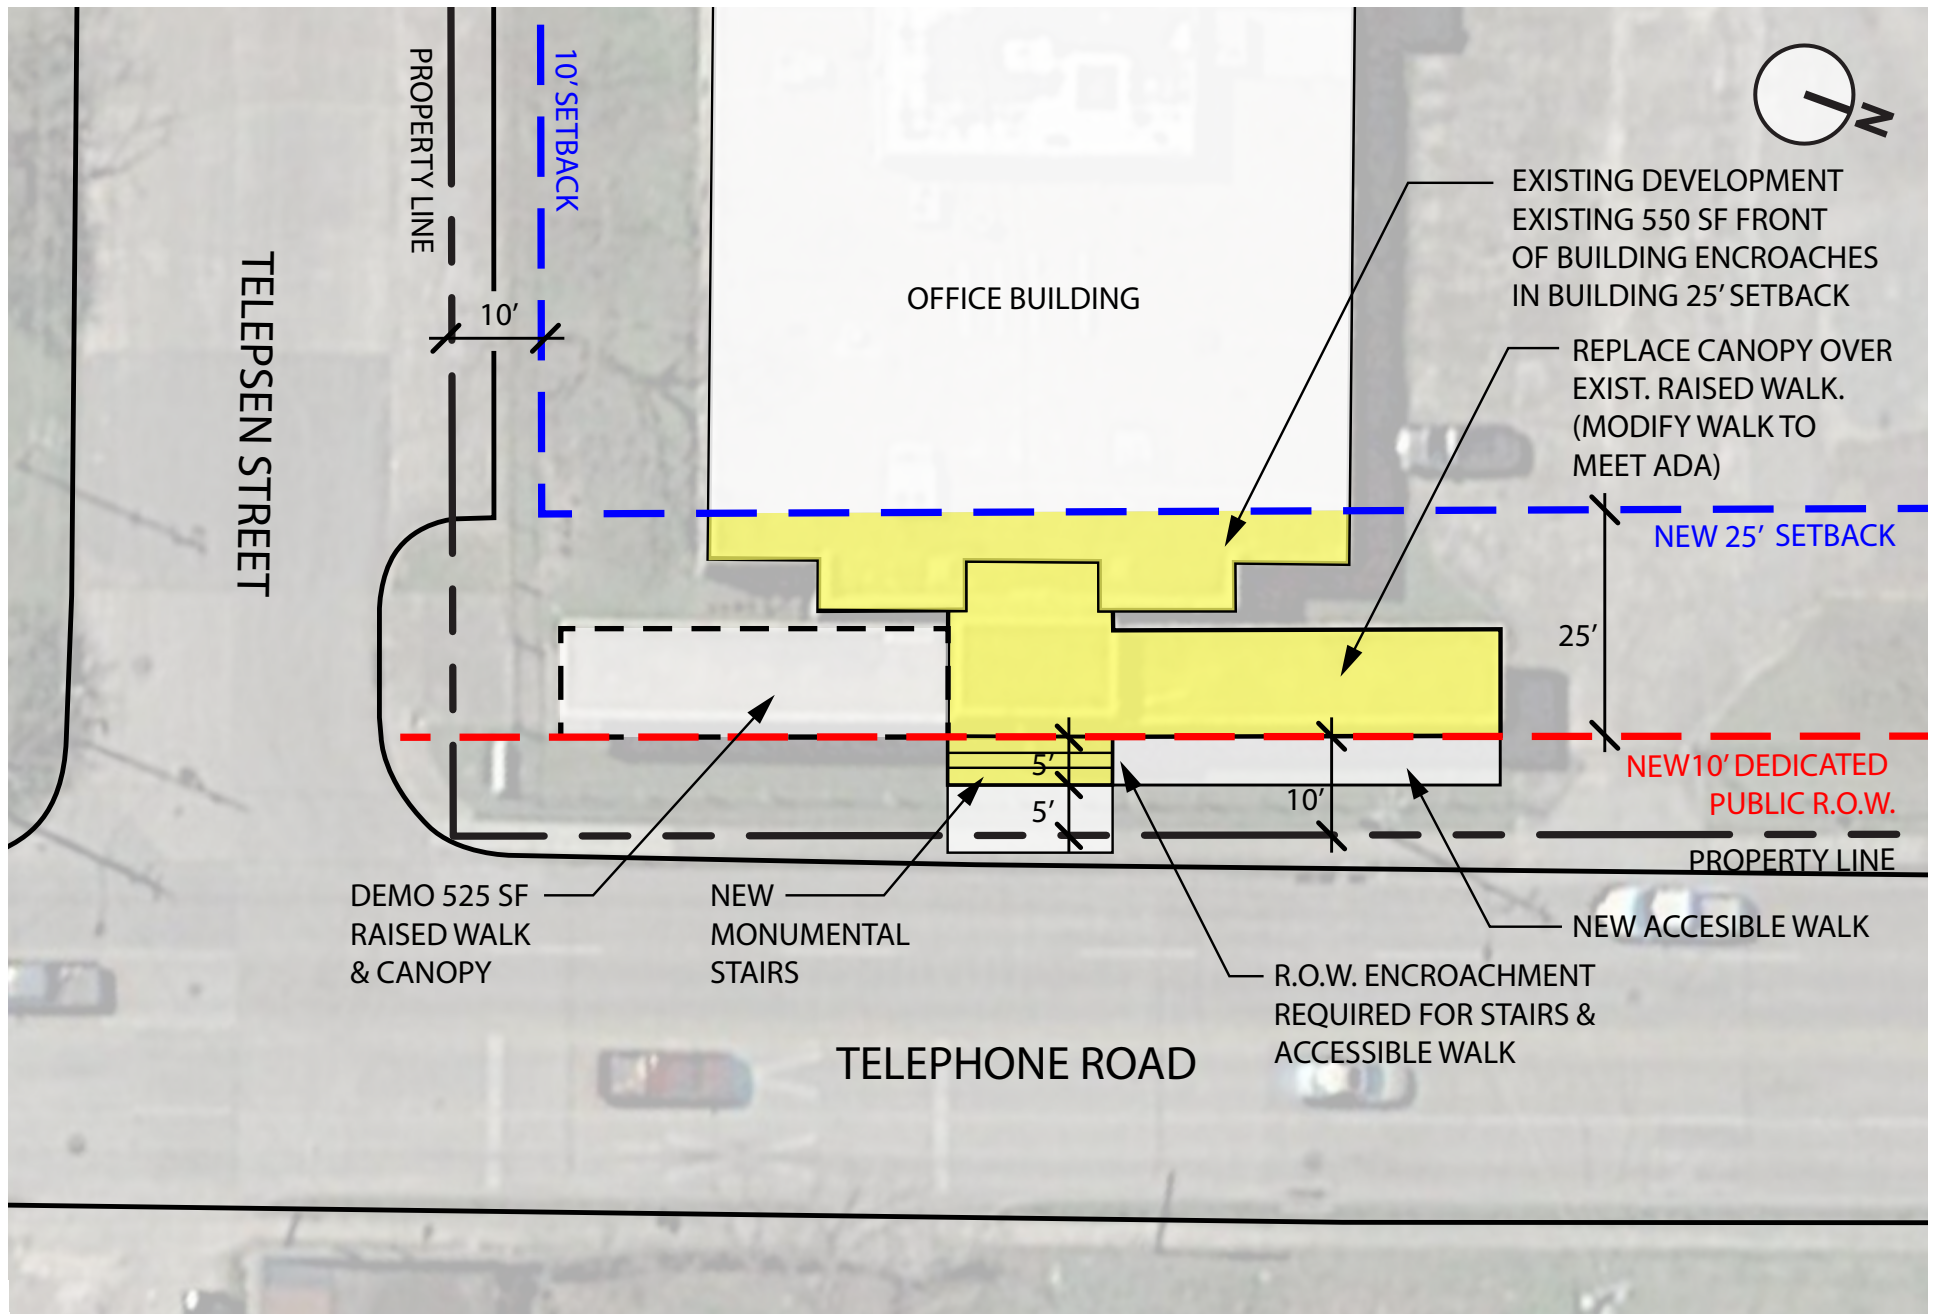 PROPERTY LINE
10' SETBACK
N
EXISTING DEVELOPMENT
EXISTING 550 SF FRONT
OF BUILDING ENCROACHES
IN BUILDING 25' SETBACK
TELEPSEN STREET
OFFICE BUILDING
10'
REPLACE CANOPY OVER
EXIST. RAISED WALK.
(MODIFY WALK TO
MEET ADA)
NEW 25' SETBACK
25'
5'
5'
10'
NEW10' DEDICATED
PUBLIC R.O.W.
PROPERTY LINE
DEMO 525 SF
RAISED WALK
& CANOPY
NEW
MONUMENTAL
STAIRS
NEW ACCESIBLE WALK
R.O.W. ENCROACHMENT
REQUIRED FOR STAIRS &
ACCESSIBLE WALK
TELEPHONE ROAD